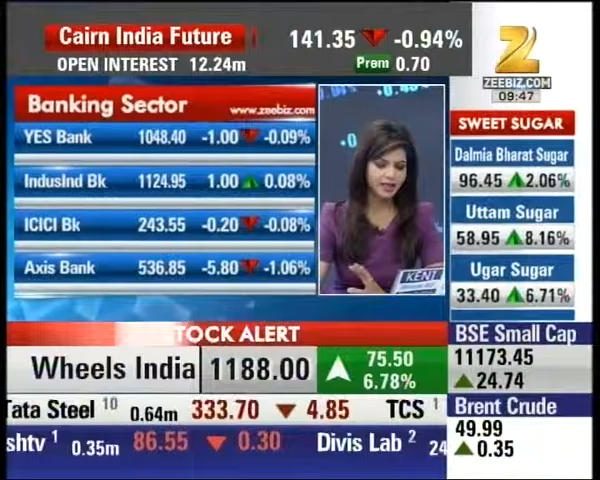 Cairn India Future
141.35 -0.94%
OPEN INTEREST 12.24m
Prem 0.70
ZEEBIZ.COM
09:47
Banking Sector
www.zeebiz.com
YES Bank 1048.40 -1.00 -0.09%
IndusInd Bk 1124.95 1.00 0.08%
ICICI Bk 243.55 -0.20 -0.08%
Axis Bank 536.85 -5.80 -1.06%
KENT
SWEET SUGAR
Dalmia Bharat Sugar
96.45 2.06%
Uttam Sugar
58.95 8.16%
Ugar Sugar
33.40 6.71%
TOCK ALERT
Wheels India 1188.00
75.50
6.78%
BSE Small Cap
11173.45
24.74
Tata Steel 10 0.64m 333.70 4.85 TCS 1
shtv 1 0.35m 86.55 0.30 Divis Lab 2 24
Brent Crude
49.99
0.35